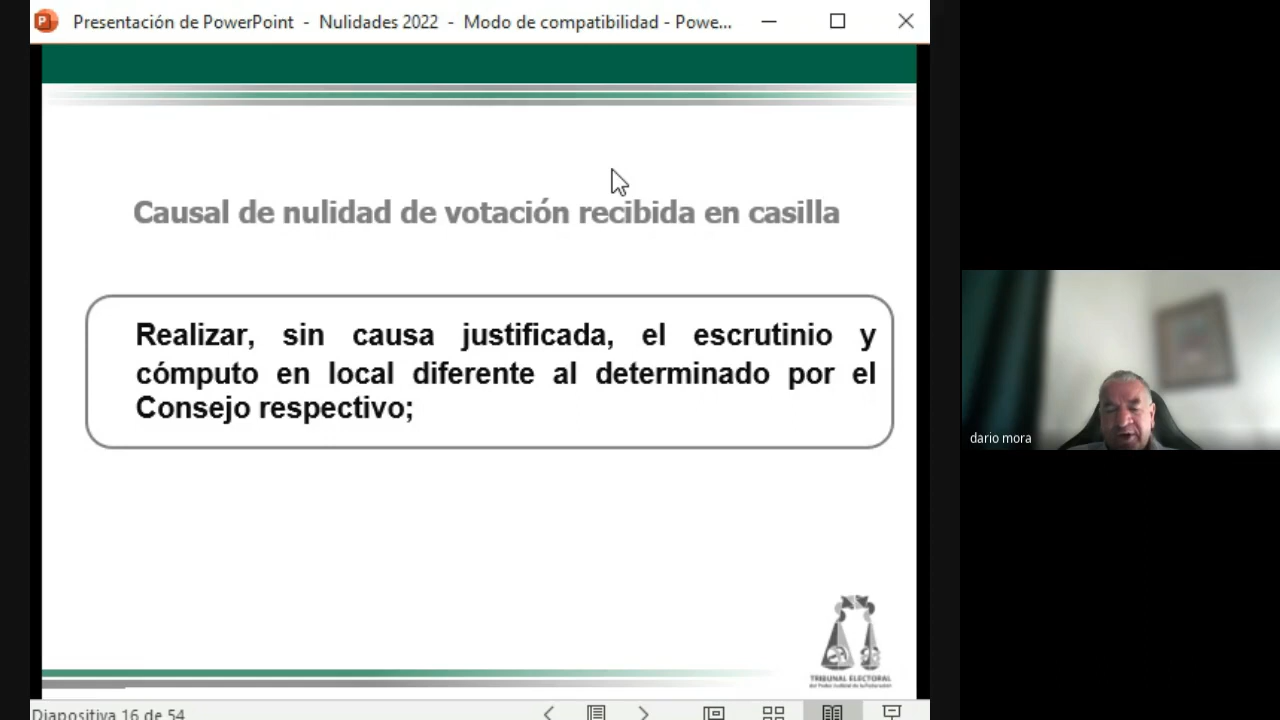 Presentación de PowerPoint - Nulidades 2022 - Modo de compatibilidad - Powe...
Causal de nulidad de votación recibida en casilla
Realizar, sin causa justificada, el escrutinio y
cómputo en local diferente al determinado por el
Consejo respectivo;
dario mora
TRIBUNAL ELECTORAL
del Poder Judicial de la Federación
Diapositiva 16 de 54